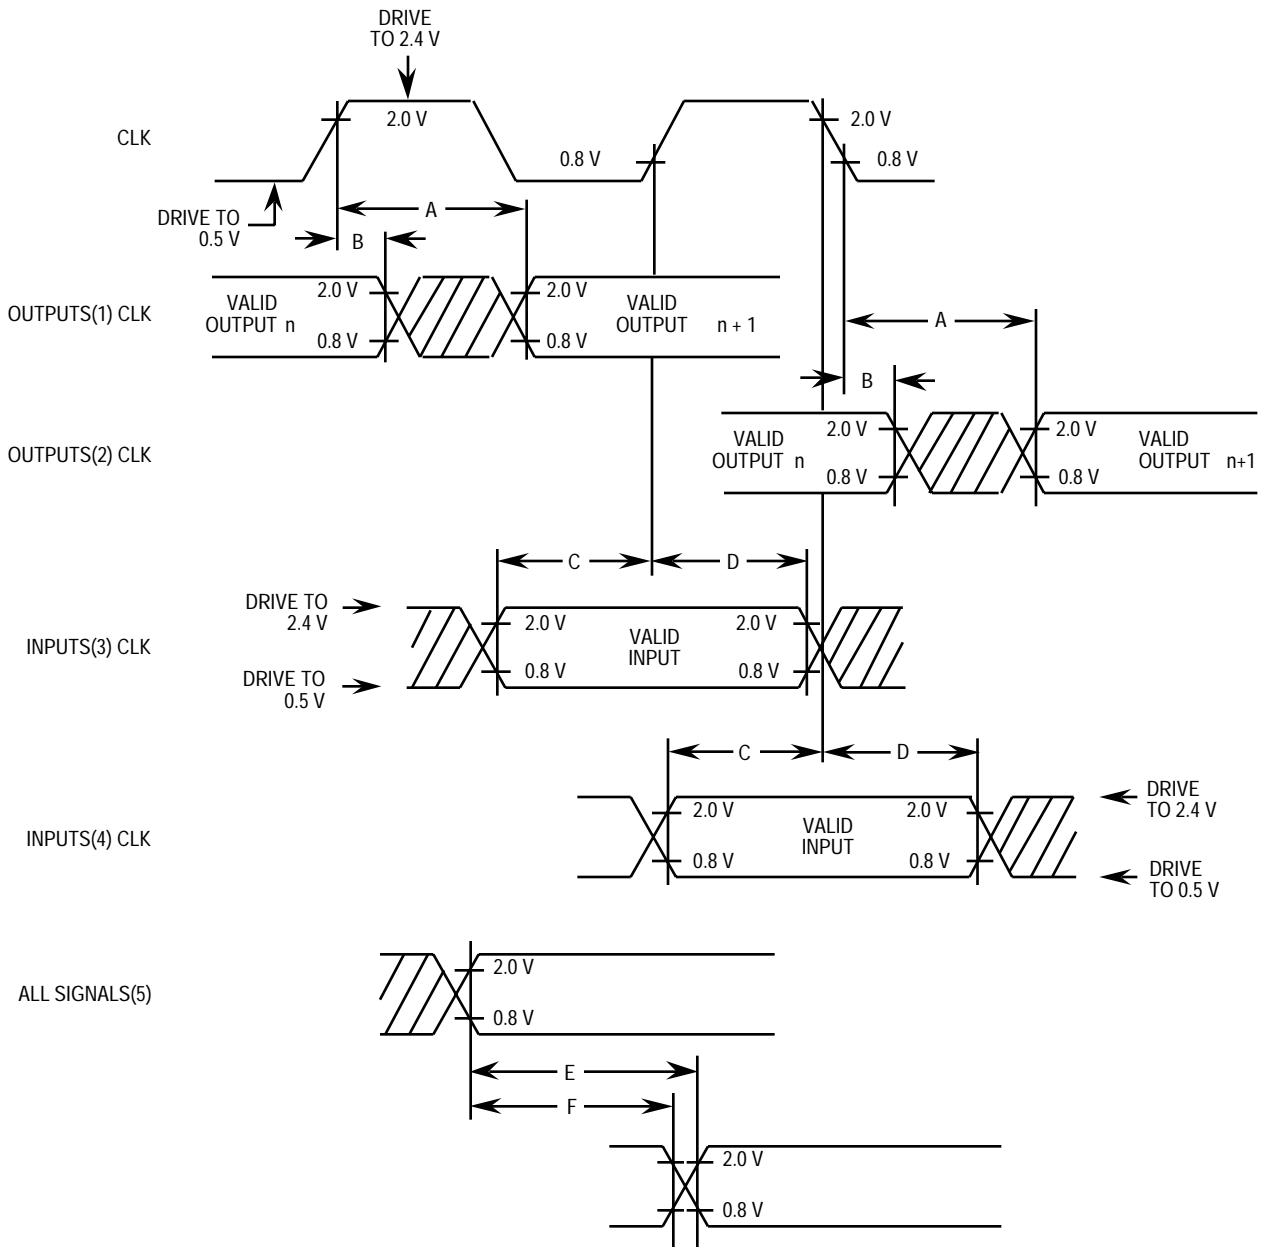 DRIVE
TO 2.4 V
CLK
2.0 V
0.8 V
2.0 V
0.8 V
DRIVE TO
0.5 V
A
B
OUTPUTS(1) CLK
VALID
OUTPUT n
2.0 V
0.8 V
2.0 V
0.8 V
VALID
OUTPUT n + 1
A
B
OUTPUTS(2) CLK
VALID
OUTPUT n
2.0 V
0.8 V
2.0 V
0.8 V
VALID
OUTPUT n+1
C
D
DRIVE TO
2.4 V
INPUTS(3) CLK
DRIVE TO
0.5 V
2.0 V
0.8 V
VALID
INPUT
2.0 V
0.8 V
C
D
INPUTS(4) CLK
2.0 V
0.8 V
VALID
INPUT
2.0 V
0.8 V
DRIVE
TO 2.4 V
DRIVE
TO 0.5 V
ALL SIGNALS(5)
2.0 V
0.8 V
E
F
2.0 V
0.8 V